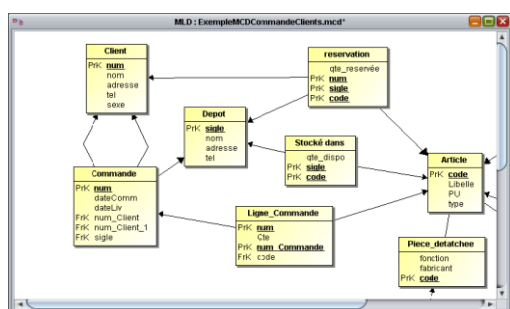 MLD : ExempleMCDCommandeClients.mcd*
Client
PrK num
nom
adresse
tel
sexe
reservation
qte_reservée
PrK num
PrK sigle
PrK code
Depot
PrK sigle
nom
adresse
tel
Stocké dans
qte_dispo
PrK sigle
PrK code
Article
PrK code
Libelle
PU
type
Commande
PrK num
dateComm
dateLiv
FrK num_Client
FrK num_Client_1
FrK sigle
Ligne_Commande
PrK num
Cte
PrK num_Commande
FrK code
Piece_detatchee
fonction
fabricant
PrK code